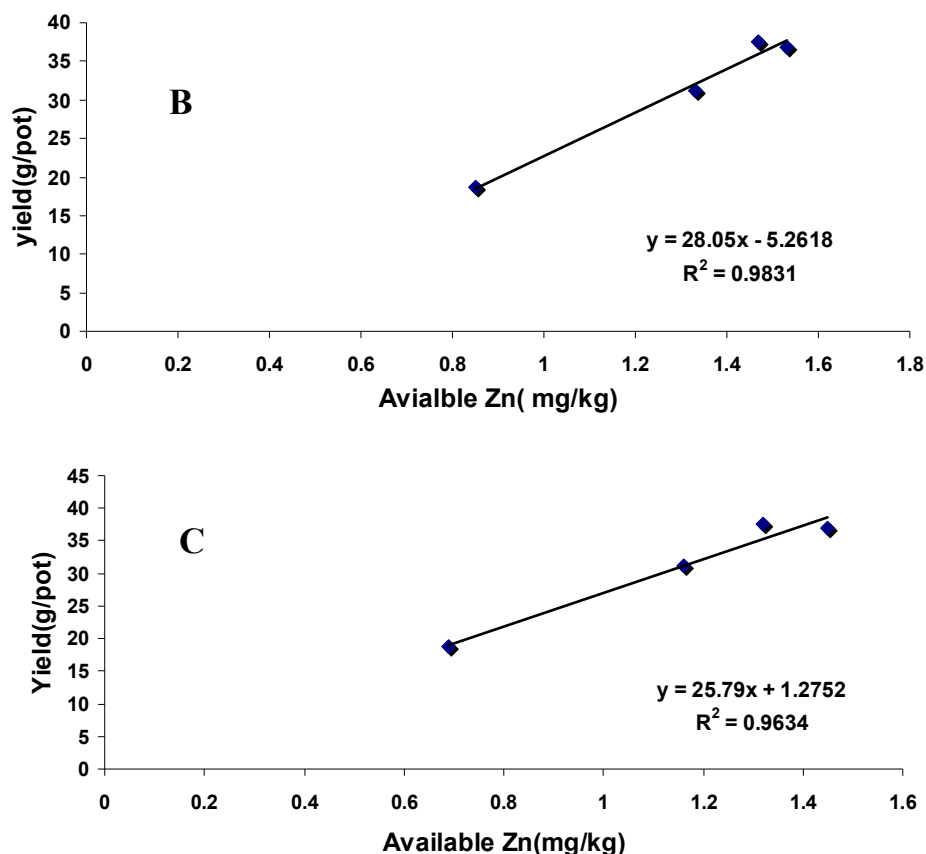 40
35
30
25
20
15
10
5
0
yield(g/pot)
B
y = 28.05x - 5.2618
R² = 0.9831
0 0.2 0.4 0.6 0.8 1 1.2 1.4 1.6 1.8
Avialble Zn( mg/kg)
45
40
35
30
25
20
15
10
5
0
Yield(g/pot)
C
y = 25.79x + 1.2752
R² = 0.9634
0 0.2 0.4 0.6 0.8 1 1.2 1.4 1.6
Available Zn(mg/kg)